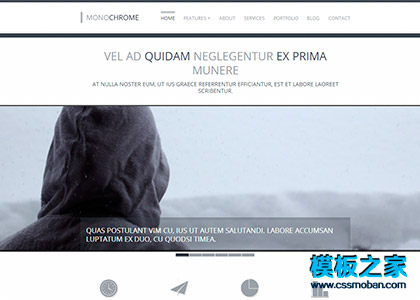 MONOCHROME
HOME FEATURES ABOUT SERVICES PORTFOLIO BLOG CONTACT
VEL AD QUIDAM NEGLEGENTUR EX PRIMA
MUNERE
AT NULLA NOSTER EUM, UT IUS GRAECE REFERRENTUR EFFICIANTUR, EST ET LABORE LAOREET
SCRIBENTUR.
QUAS POSTULANT VIM CU, IUS UT AUTEM SALUTANDI. LABORE ACCUMSAN
LUPTATUM EX DUO, CU QUODSI TIMEA.
模板之家
www.cssmoban.com